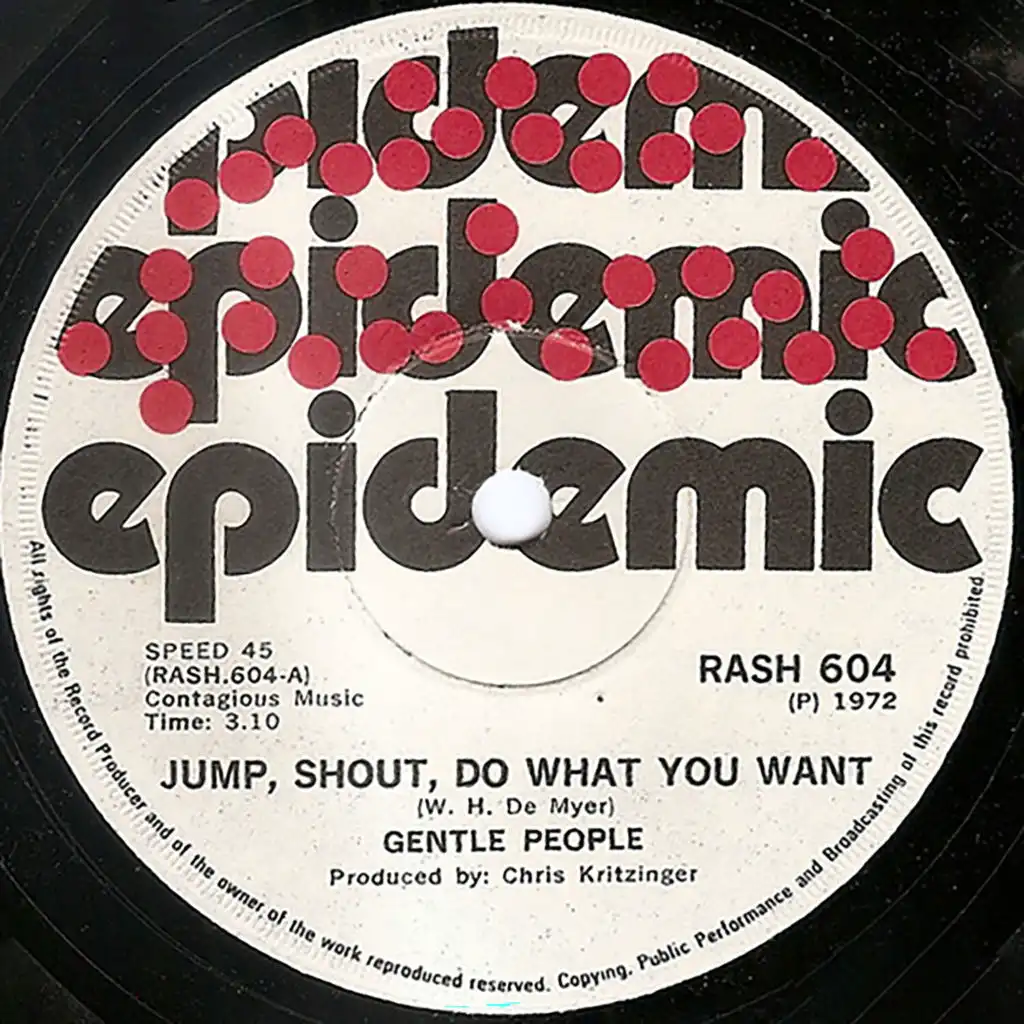 epidemic
epidemic
epidemic
SPEED 45
(RASH.604-A)
Contagious Music
Time: 3.10
RASH 604
(P) 1972
JUMP, SHOUT, DO WHAT YOU WANT
(W. H. De Myer)
GENTLE PEOPLE
Produced by: Chris Kritzinger
All rights of the Record Producer and of the owner of the work reproduced reserved. Copying, Public Performance and Broadcasting of this record prohibited.